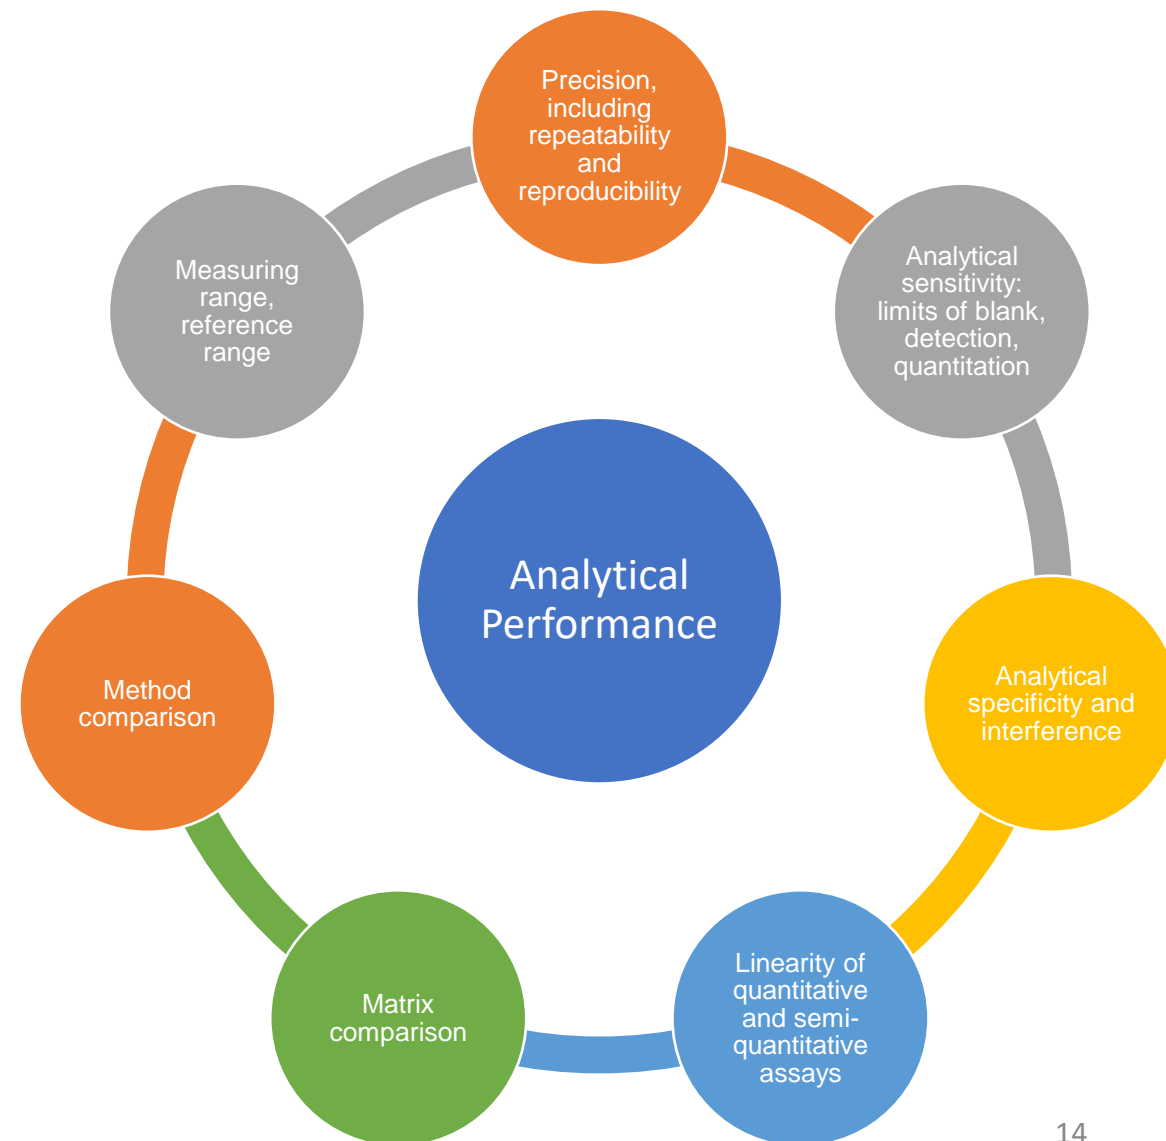 Precision,
including
repeatability
and
reproducibility
Analytical
sensitivity:
limits of blank,
detection,
quantitation
Analytical
specificity and
interference
Linearity of
quantitative
and semi-
quantitative
assays
Matrix
comparison
Method
comparison
Measuring
range,
reference
range
Analytical
Performance
14